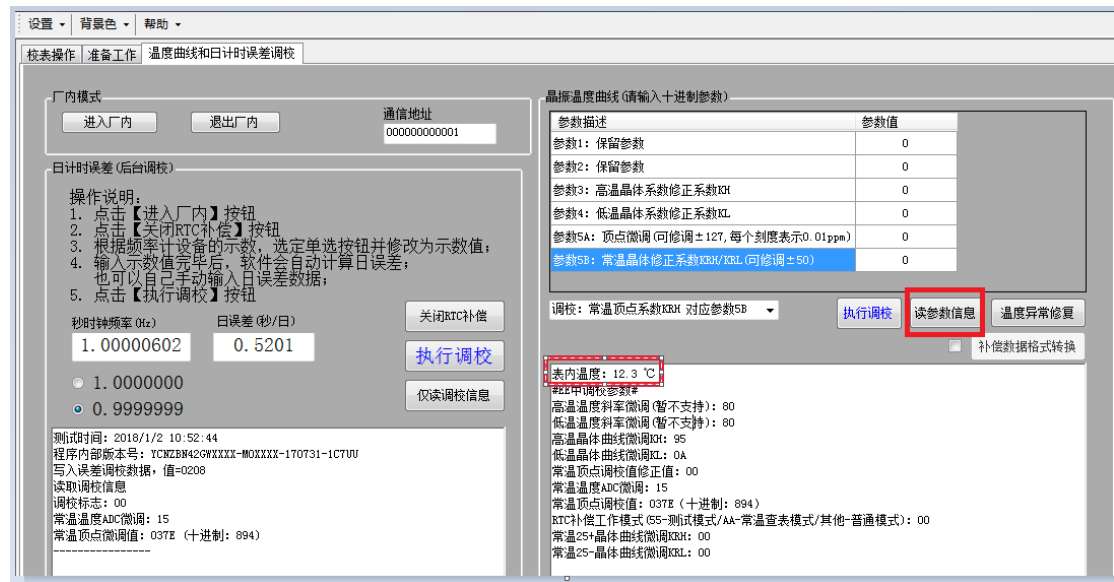 设置 背景色 帮助
校表操作 准备工作 温度曲线和日计时误差调校
厂内模式
进入厂内 退出厂内
通信地址
000000000001
日计时误差(后台调校)
操作说明:
1. 点击【进入厂内】按钮
2. 点击【关闭RTC补偿】按钮
3. 根据频率计设备的示数, 选定单选按钮并修改为示数值;
4. 输入示数值完毕后, 软件会自动计算日误差;
也可以自己手动输入日误差数据;
5. 点击【执行调校】按钮
秒时钟频率(Hz) 日误差(秒/日)
1.00000602 0.5201
1.0000000
0.9999999
关闭RTC补偿
执行调校
仅读调校信息
测试时间: 2018/1/2 10:52:44
程序内部版本号: YCNZBN42GWXXXX-M0XXXX-170731-1C7UU
写入误差调校数据, 值=0208
读取调校信息
调校标志: 00
常温温度ADC微调: 15
常温顶点微调值: 037E (十进制: 894)
----------------
晶振温度曲线(请输入十进制参数)
参数描述 参数值
参数1: 保留参数 0
参数2: 保留参数 0
参数3: 高温晶体系数修正系数KH 0
参数4: 低温晶体系数修正系数KL 0
参数5A: 顶点微调(可修调±127,每个刻度表示0.01ppm) 0
参数5B: 常温晶体修正系数KRH/KRL(可修调±50) 0
调校: 常温顶点系数KRH 对应参数5B
执行调校 读参数信息 温度异常修复
补偿数据格式转换
表内温度: 12.3 ℃
#EE中调校参数#
高温温度斜率微调(暂不支持): 80
低温温度斜率微调(暂不支持): 80
高温晶体曲线微调KH: 95
低温晶体曲线微调KL: 0A
常温顶点调校值修正值: 00
常温温度ADC微调: 15
常温顶点调校值: 037E (十进制: 894)
RTC补偿工作模式(55-测试模式/AA-常温查表模式/其他-普通模式): 00
常温25+晶体曲线微调KRH: 00
常温25-晶体曲线微调KRL: 00